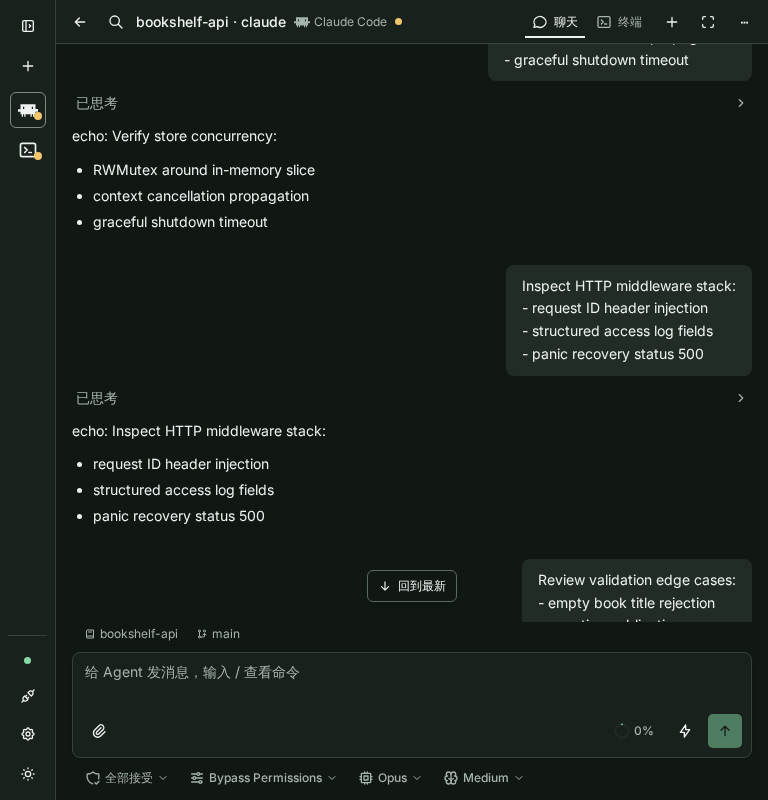 bookshelf-api · claude Claude Code
聊天
终端
- graceful shutdown timeout
已思考
echo: Verify store concurrency:
• RWMutex around in-memory slice
• context cancellation propagation
• graceful shutdown timeout
Inspect HTTP middleware stack:
- request ID header injection
- structured access log fields
- panic recovery status 500
已思考
echo: Inspect HTTP middleware stack:
• request ID header injection
• structured access log fields
• panic recovery status 500
Review validation edge cases:
- empty book title rejection
回到最新
bookshelf-api main
给 Agent 发消息，输入 / 查看命令
0%
全部接受 Bypass Permissions Opus Medium